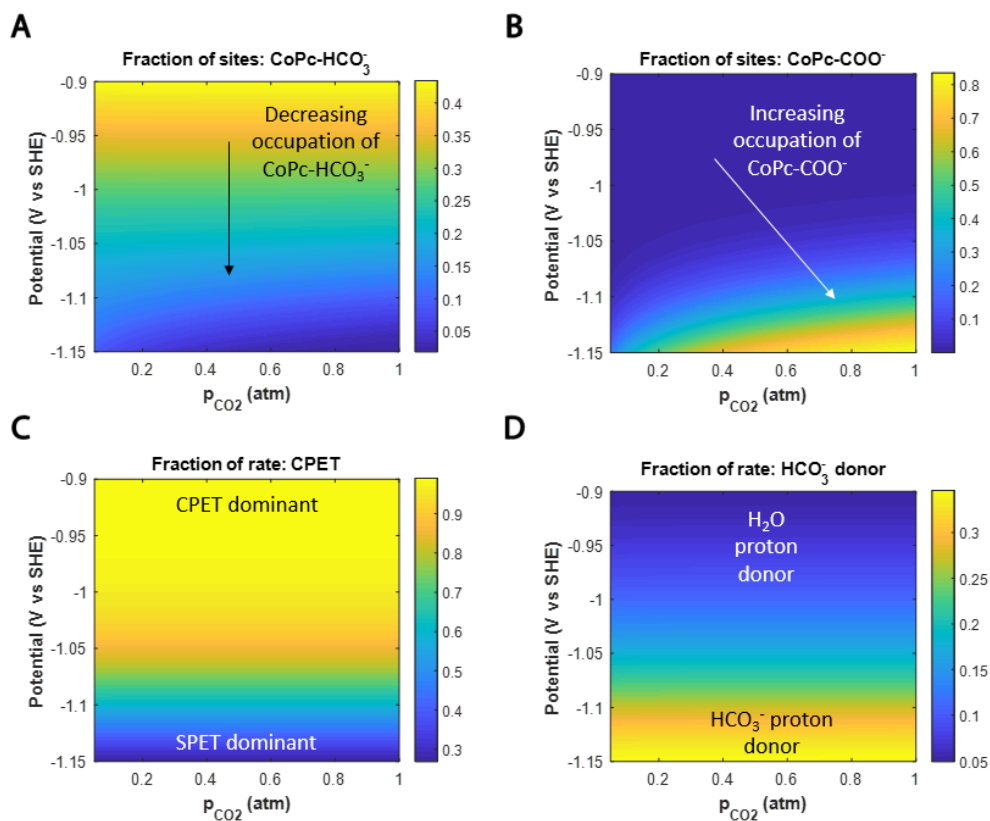 A
Fraction of sites: CoPc-HCO₃⁻
Decreasing
occupation of
CoPc-HCO₃⁻
Potential (V vs SHE)
-0.9
-0.95
-1
-1.05
-1.1
-1.15
0.2
0.4
0.6
0.8
1
p_CO2 (atm)
0.4
0.35
0.3
0.25
0.2
0.15
0.1
0.05
B
Fraction of sites: CoPc-COO⁻
Increasing
occupation of
CoPc-COO⁻
Potential (V vs SHE)
-0.9
-0.95
-1
-1.05
-1.1
-1.15
0.2
0.4
0.6
0.8
1
p_CO2 (atm)
0.8
0.7
0.6
0.5
0.4
0.3
0.2
0.1
C
Fraction of rate: CPET
CPET dominant
SPET dominant
Potential (V vs SHE)
-0.9
-0.95
-1
-1.05
-1.1
-1.15
0.2
0.4
0.6
0.8
1
p_CO2 (atm)
0.9
0.8
0.7
0.6
0.5
0.4
0.3
D
Fraction of rate: HCO₃⁻ donor
H₂O
proton
donor
HCO₃⁻ proton
donor
Potential (V vs SHE)
-0.9
-0.95
-1
-1.05
-1.1
-1.15
0.2
0.4
0.6
0.8
1
p_CO2 (atm)
0.3
0.25
0.2
0.15
0.1
0.05